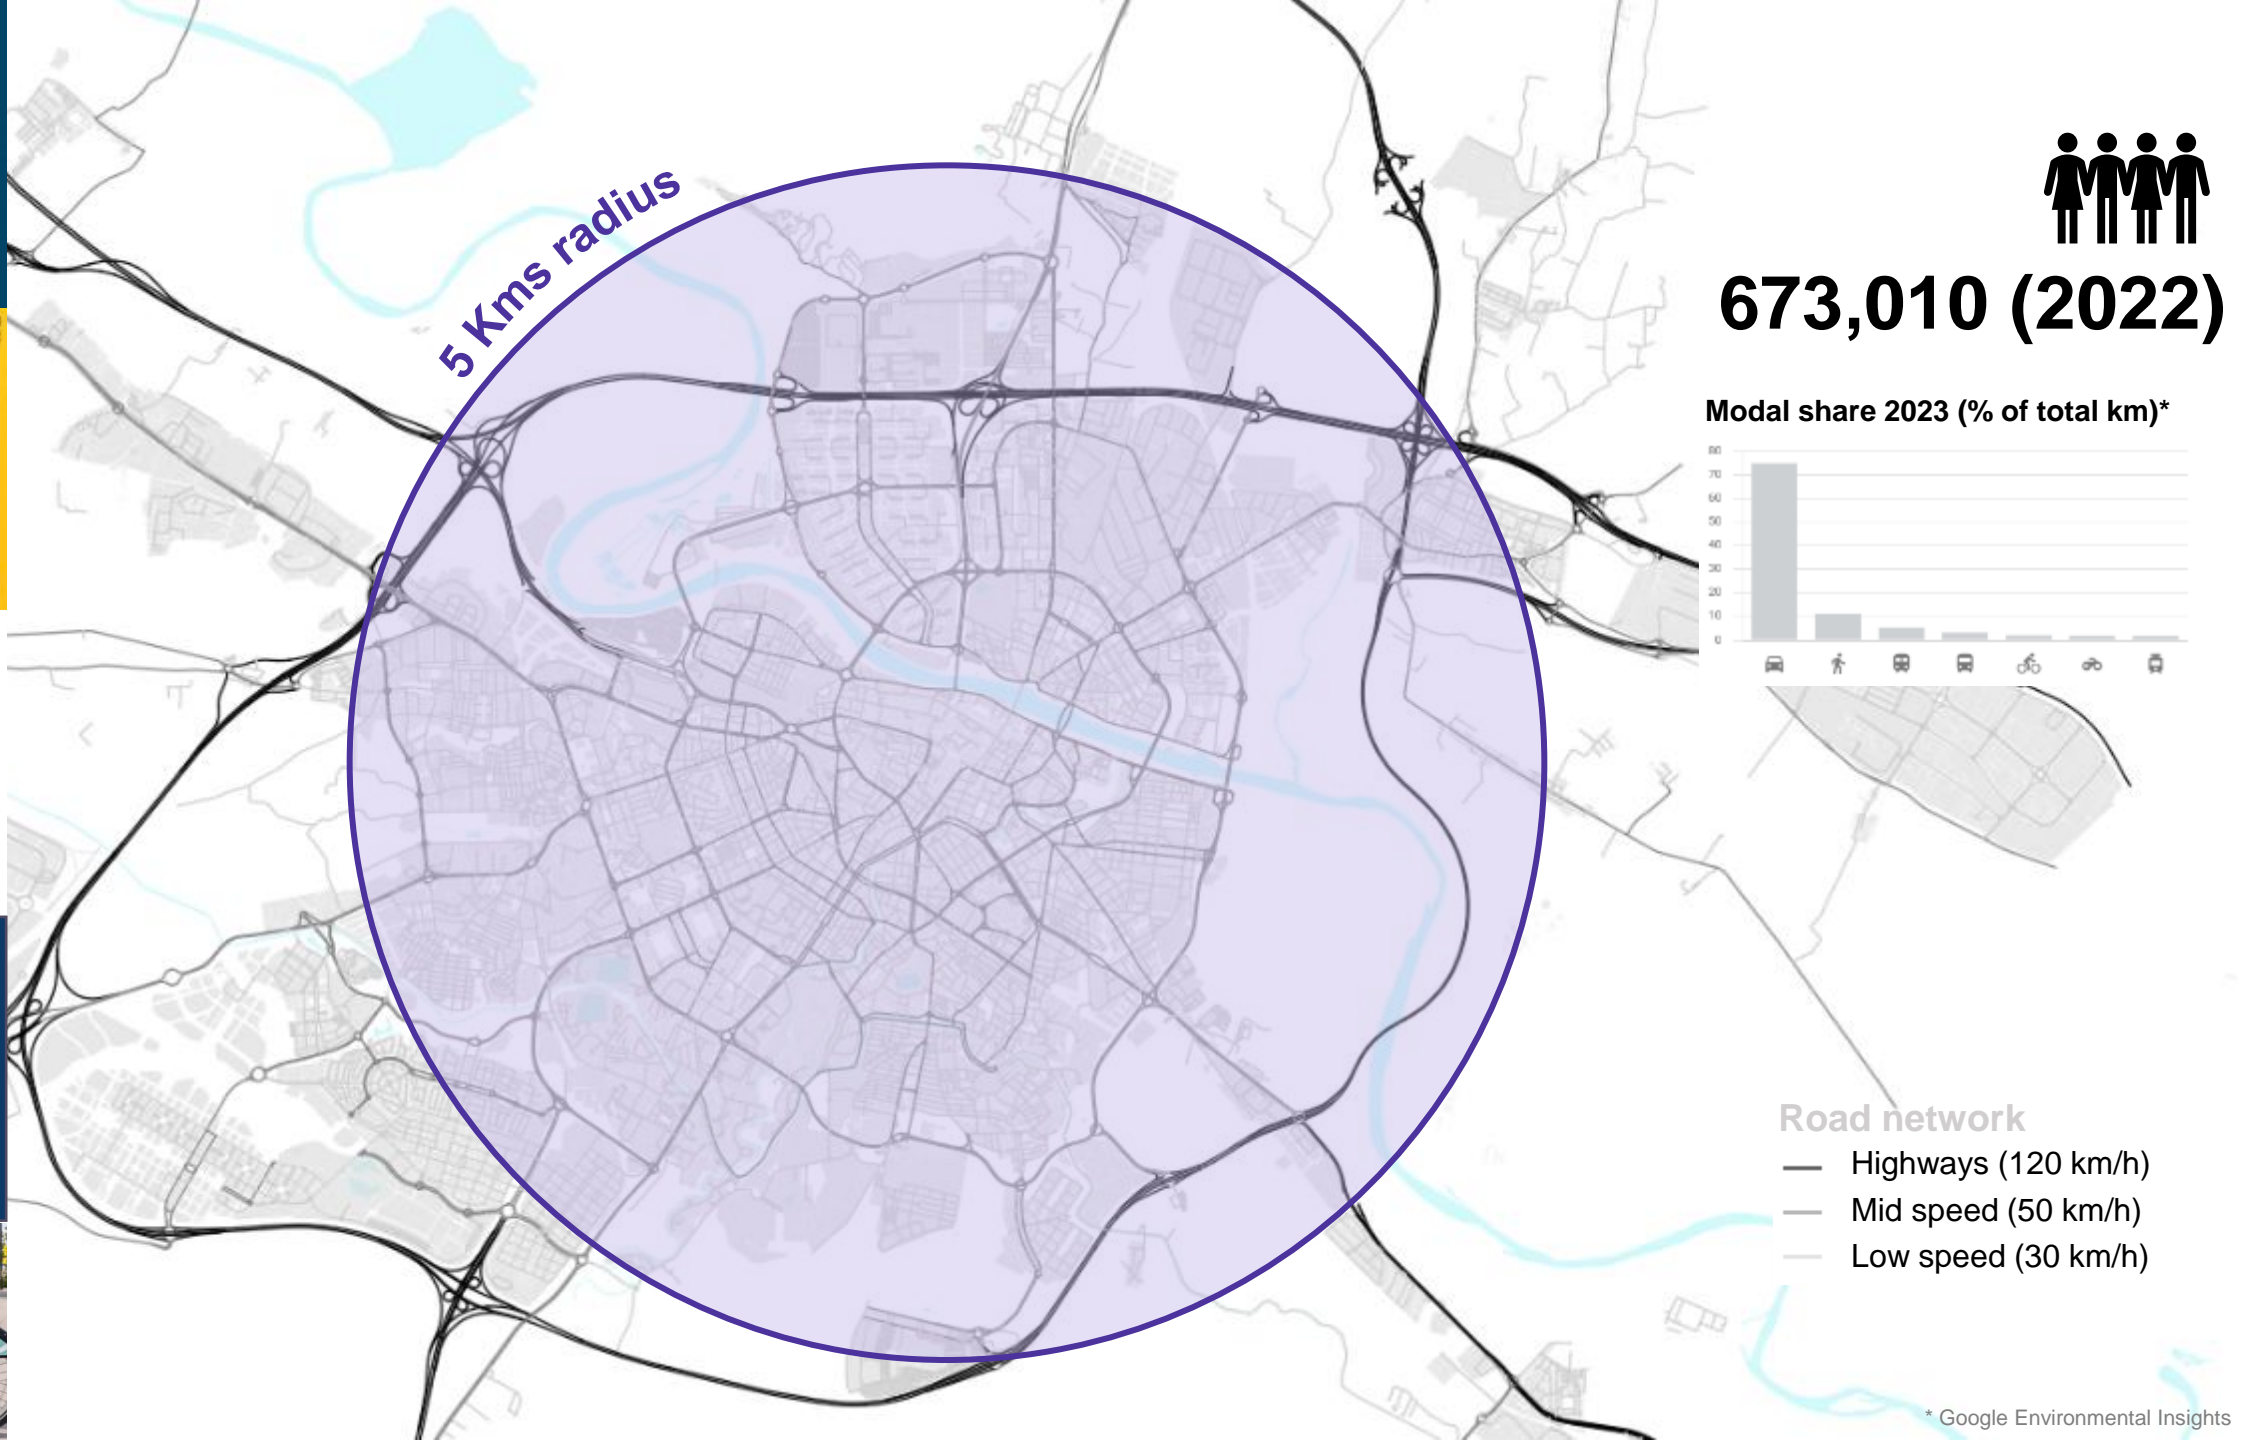 5 Kms radius
673,010 (2022)
Modal share 2023 (% of total km)*
80
70
60
50
40
30
20
10
0
Road network
Highways (120 km/h)
Mid speed (50 km/h)
Low speed (30 km/h)
* Google Environmental Insights